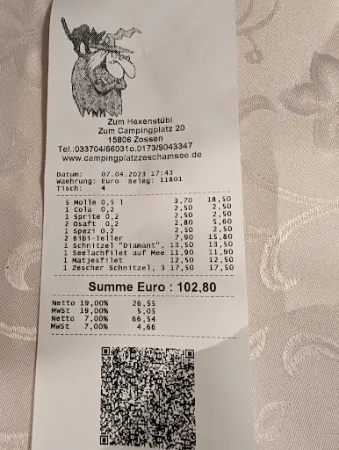 Zum Hexenstübl
Zum Campingplatz 20
15806 Zossen
Tel.:033704/66031o.0173/9043347
www.campingplatzzeschamsee.de
Datum: 07.04.2023 17:43
Waehrung: Euro Beleg: 11801
Tisch: 4
5 Molle 0,5 l 3,70 18,50
1 Cola 0,2 2,50 2,50
1 Sprite 0,2 2,50 2,50
2 Osaft 0,2 2,80 5,60
1 Spezi 0,2 2,50 2,50
2 Bibi-Teller 7,90 15,80
1 Schnitzel "Diamant", 13,50 13,50
1 Seelachfilet auf Mee 11,90 11,90
1 Matjesfilet 12,50 12,50
1 Zescher Schnitzel, 3 17,50 17,50
Summe Euro : 102,80
Netto 19,00% 26,55
MwSt 19,00% 5,05
Netto 7,00% 66,54
MwSt 7,00% 4,66